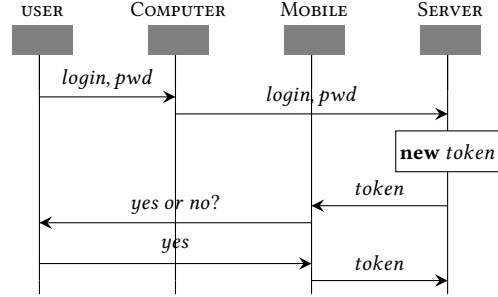 USER COMPUTER MOBILE SERVER
login, pwd
login, pwd
new token
token
yes or no?
yes
token